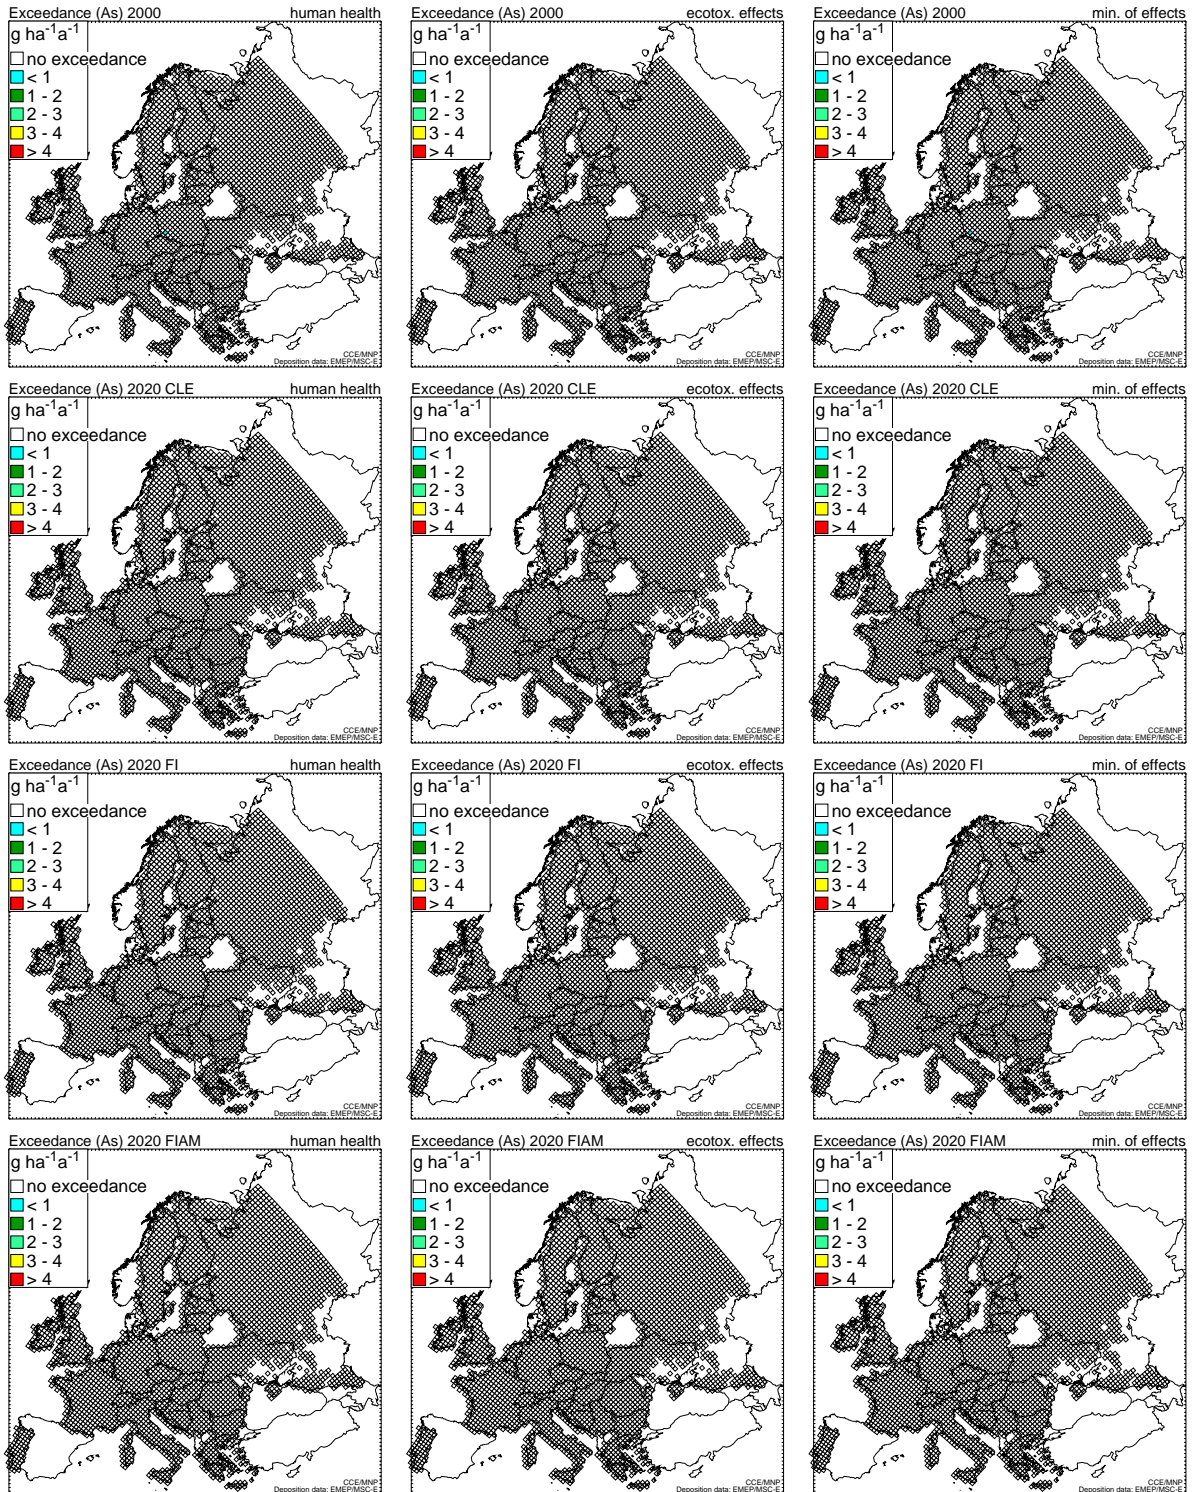 Exceedance (As) 2000 human health
g ha-1a-1
no exceedance
< 1
1 - 2
2 - 3
3 - 4
> 4
CCE/MNP
Deposition data: EMEP/MSC-E
Exceedance (As) 2000 ecotox. effects
g ha-1a-1
no exceedance
< 1
1 - 2
2 - 3
3 - 4
> 4
CCE/MNP
Deposition data: EMEP/MSC-E
Exceedance (As) 2000 min. of effects
g ha-1a-1
no exceedance
< 1
1 - 2
2 - 3
3 - 4
> 4
CCE/MNP
Deposition data: EMEP/MSC-E
Exceedance (As) 2020 CLE human health
g ha-1a-1
no exceedance
< 1
1 - 2
2 - 3
3 - 4
> 4
CCE/MNP
Deposition data: EMEP/MSC-E
Exceedance (As) 2020 CLE ecotox. effects
g ha-1a-1
no exceedance
< 1
1 - 2
2 - 3
3 - 4
> 4
CCE/MNP
Deposition data: EMEP/MSC-E
Exceedance (As) 2020 CLE min. of effects
g ha-1a-1
no exceedance
< 1
1 - 2
2 - 3
3 - 4
> 4
CCE/MNP
Deposition data: EMEP/MSC-E
Exceedance (As) 2020 FI human health
g ha-1a-1
no exceedance
< 1
1 - 2
2 - 3
3 - 4
> 4
CCE/MNP
Deposition data: EMEP/MSC-E
Exceedance (As) 2020 FI ecotox. effects
g ha-1a-1
no exceedance
< 1
1 - 2
2 - 3
3 - 4
> 4
CCE/MNP
Deposition data: EMEP/MSC-E
Exceedance (As) 2020 FI min. of effects
g ha-1a-1
no exceedance
< 1
1 - 2
2 - 3
3 - 4
> 4
CCE/MNP
Deposition data: EMEP/MSC-E
Exceedance (As) 2020 FIAM human health
g ha-1a-1
no exceedance
< 1
1 - 2
2 - 3
3 - 4
> 4
CCE/MNP
Deposition data: EMEP/MSC-E
Exceedance (As) 2020 FIAM ecotox. effects
g ha-1a-1
no exceedance
< 1
1 - 2
2 - 3
3 - 4
> 4
CCE/MNP
Deposition data: EMEP/MSC-E
Exceedance (As) 2020 FIAM min. of effects
g ha-1a-1
no exceedance
< 1
1 - 2
2 - 3
3 - 4
> 4
CCE/MNP
Deposition data: EMEP/MSC-E